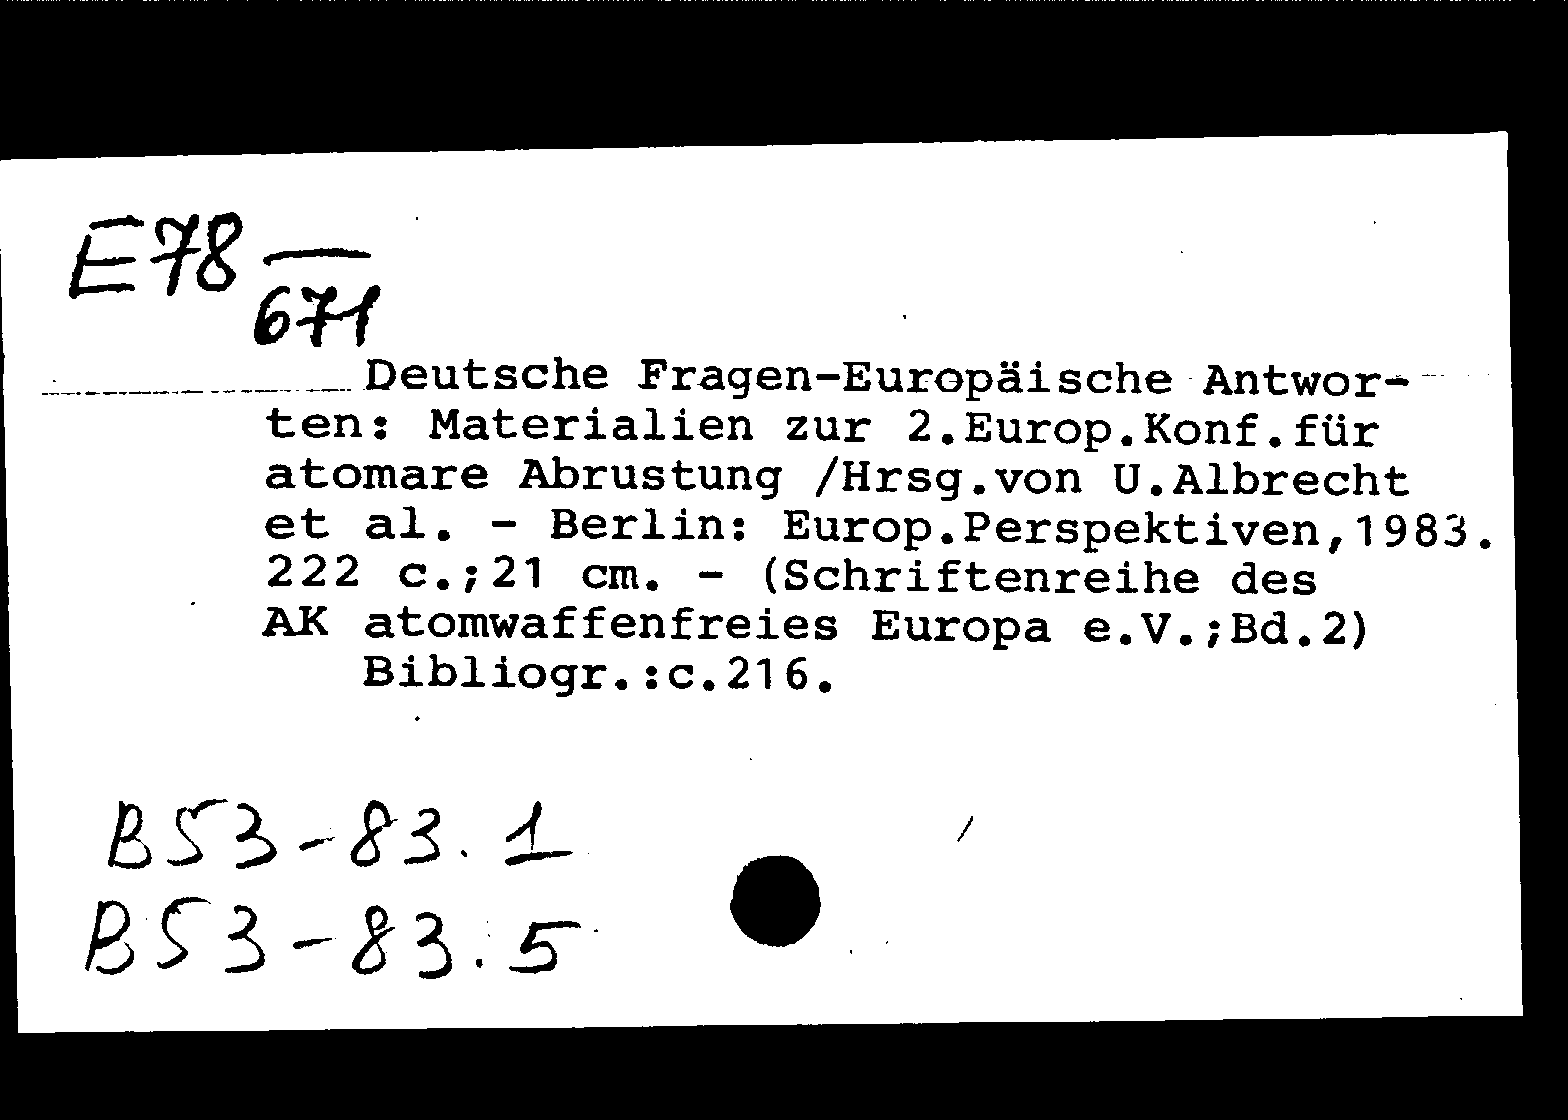 E78
671
Deutsche Fragen-Europäische Antwor-
ten: Materialien zur 2.Europ.Konf.für
atomare Abrustung /Hrsg.von U.Albrecht
et al. - Berlin: Europ.Perspektiven,1983.
222 c.;21 cm. - (Schriftenreihe des
AK atomwaffenfreies Europa e.V.;Bd.2)
Bibliogr.:c.216.
B53-83.1
B53-83.5